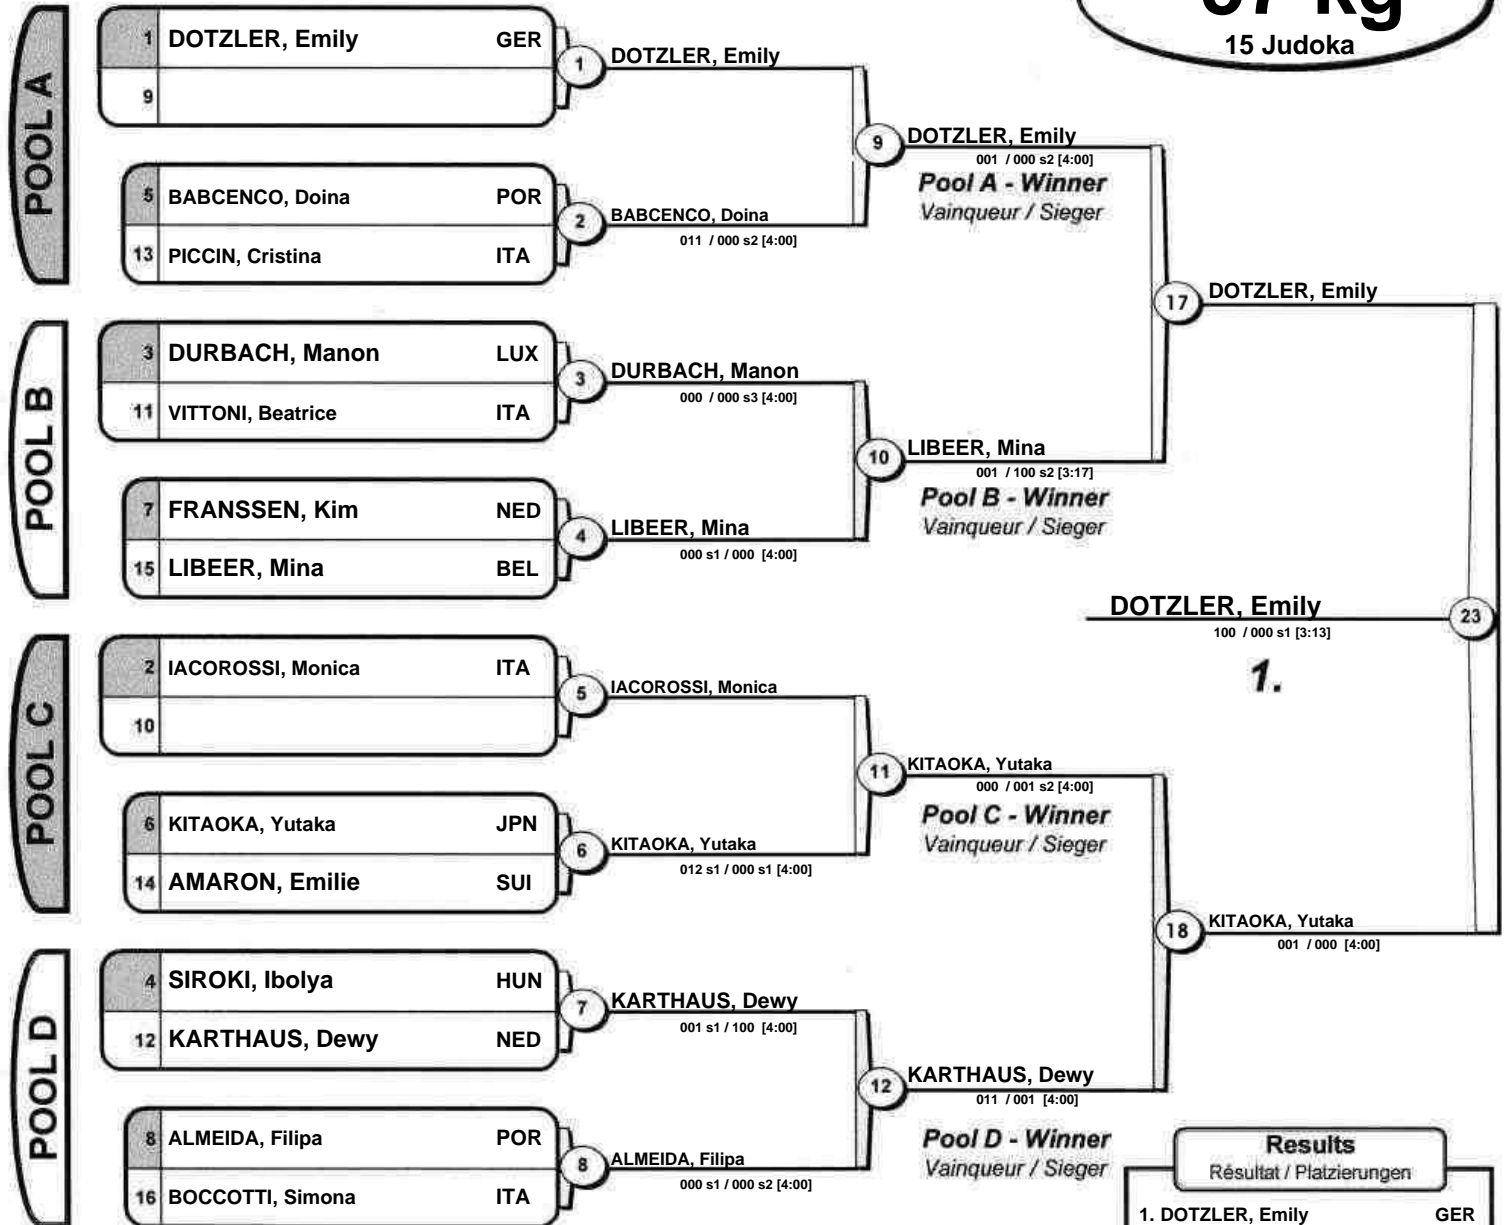 57 kg
15 Judoka
POOL A
1 DOTZLER, Emily GER
9
1
DOTZLER, Emily
5 BABCENCO, Doina POR
13 PICCIN, Cristina ITA
2
BABCENCO, Doina
011 / 000 s2 [4:00]
9
DOTZLER, Emily
001 / 000 s2 [4:00]
Pool A - Winner
Vainqueur / Sieger
POOL B
3 DURBACH, Manon LUX
11 VITTONI, Beatrice ITA
3
DURBACH, Manon
000 / 000 s3 [4:00]
7 FRANSSEN, Kim NED
15 LIBEER, Mina BEL
4
LIBEER, Mina
000 s1 / 000 [4:00]
10
LIBEER, Mina
001 / 100 s2 [3:17]
Pool B - Winner
Vainqueur / Sieger
17
DOTZLER, Emily
POOL C
2 IACOROSSI, Monica ITA
10
5
IACOROSSI, Monica
6 KITAOKA, Yutaka JPN
14 AMARON, Emilie SUI
6
KITAOKA, Yutaka
012 s1 / 000 s1 [4:00]
11
KITAOKA, Yutaka
000 / 001 s2 [4:00]
Pool C - Winner
Vainqueur / Sieger
POOL D
4 SIROKI, Ibolya HUN
12 KARTHAUS, Dewy NED
7
KARTHAUS, Dewy
001 s1 / 100 [4:00]
8 ALMEIDA, Filipa POR
16 BOCCOTTI, Simona ITA
8
ALMEIDA, Filipa
000 s1 / 000 s2 [4:00]
12
KARTHAUS, Dewy
011 / 001 [4:00]
Pool D - Winner
Vainqueur / Sieger
18
KITAOKA, Yutaka
001 / 000 [4:00]
23
DOTZLER, Emily
100 / 000 s1 [3:13]
1.
Results
Résultat / Platzierungen
1. DOTZLER, Emily GER